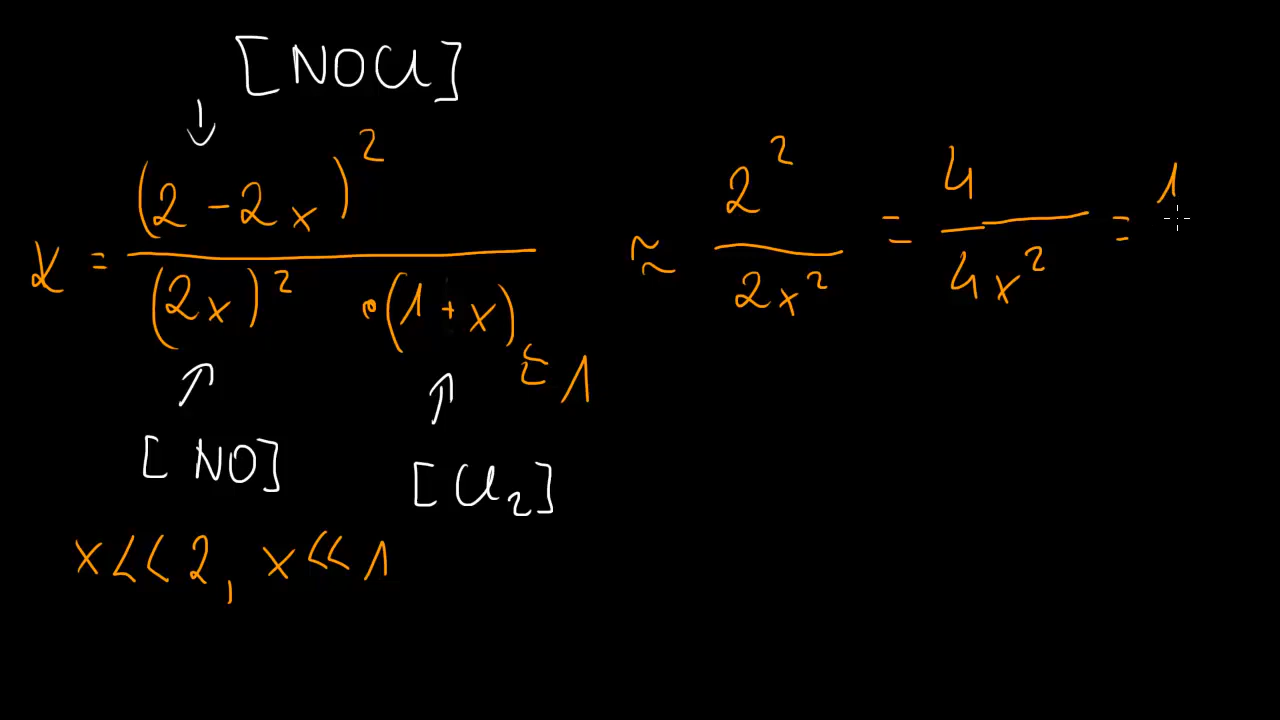 [NOCl]
↓
K = (2 - 2x)² / (2x)² • (1 + x) ≈ 2² / 2x² = 4 / 4x² = 1
≈ 1
↑ ↑
[NO] [Cl₂]
x << 2, x << 1